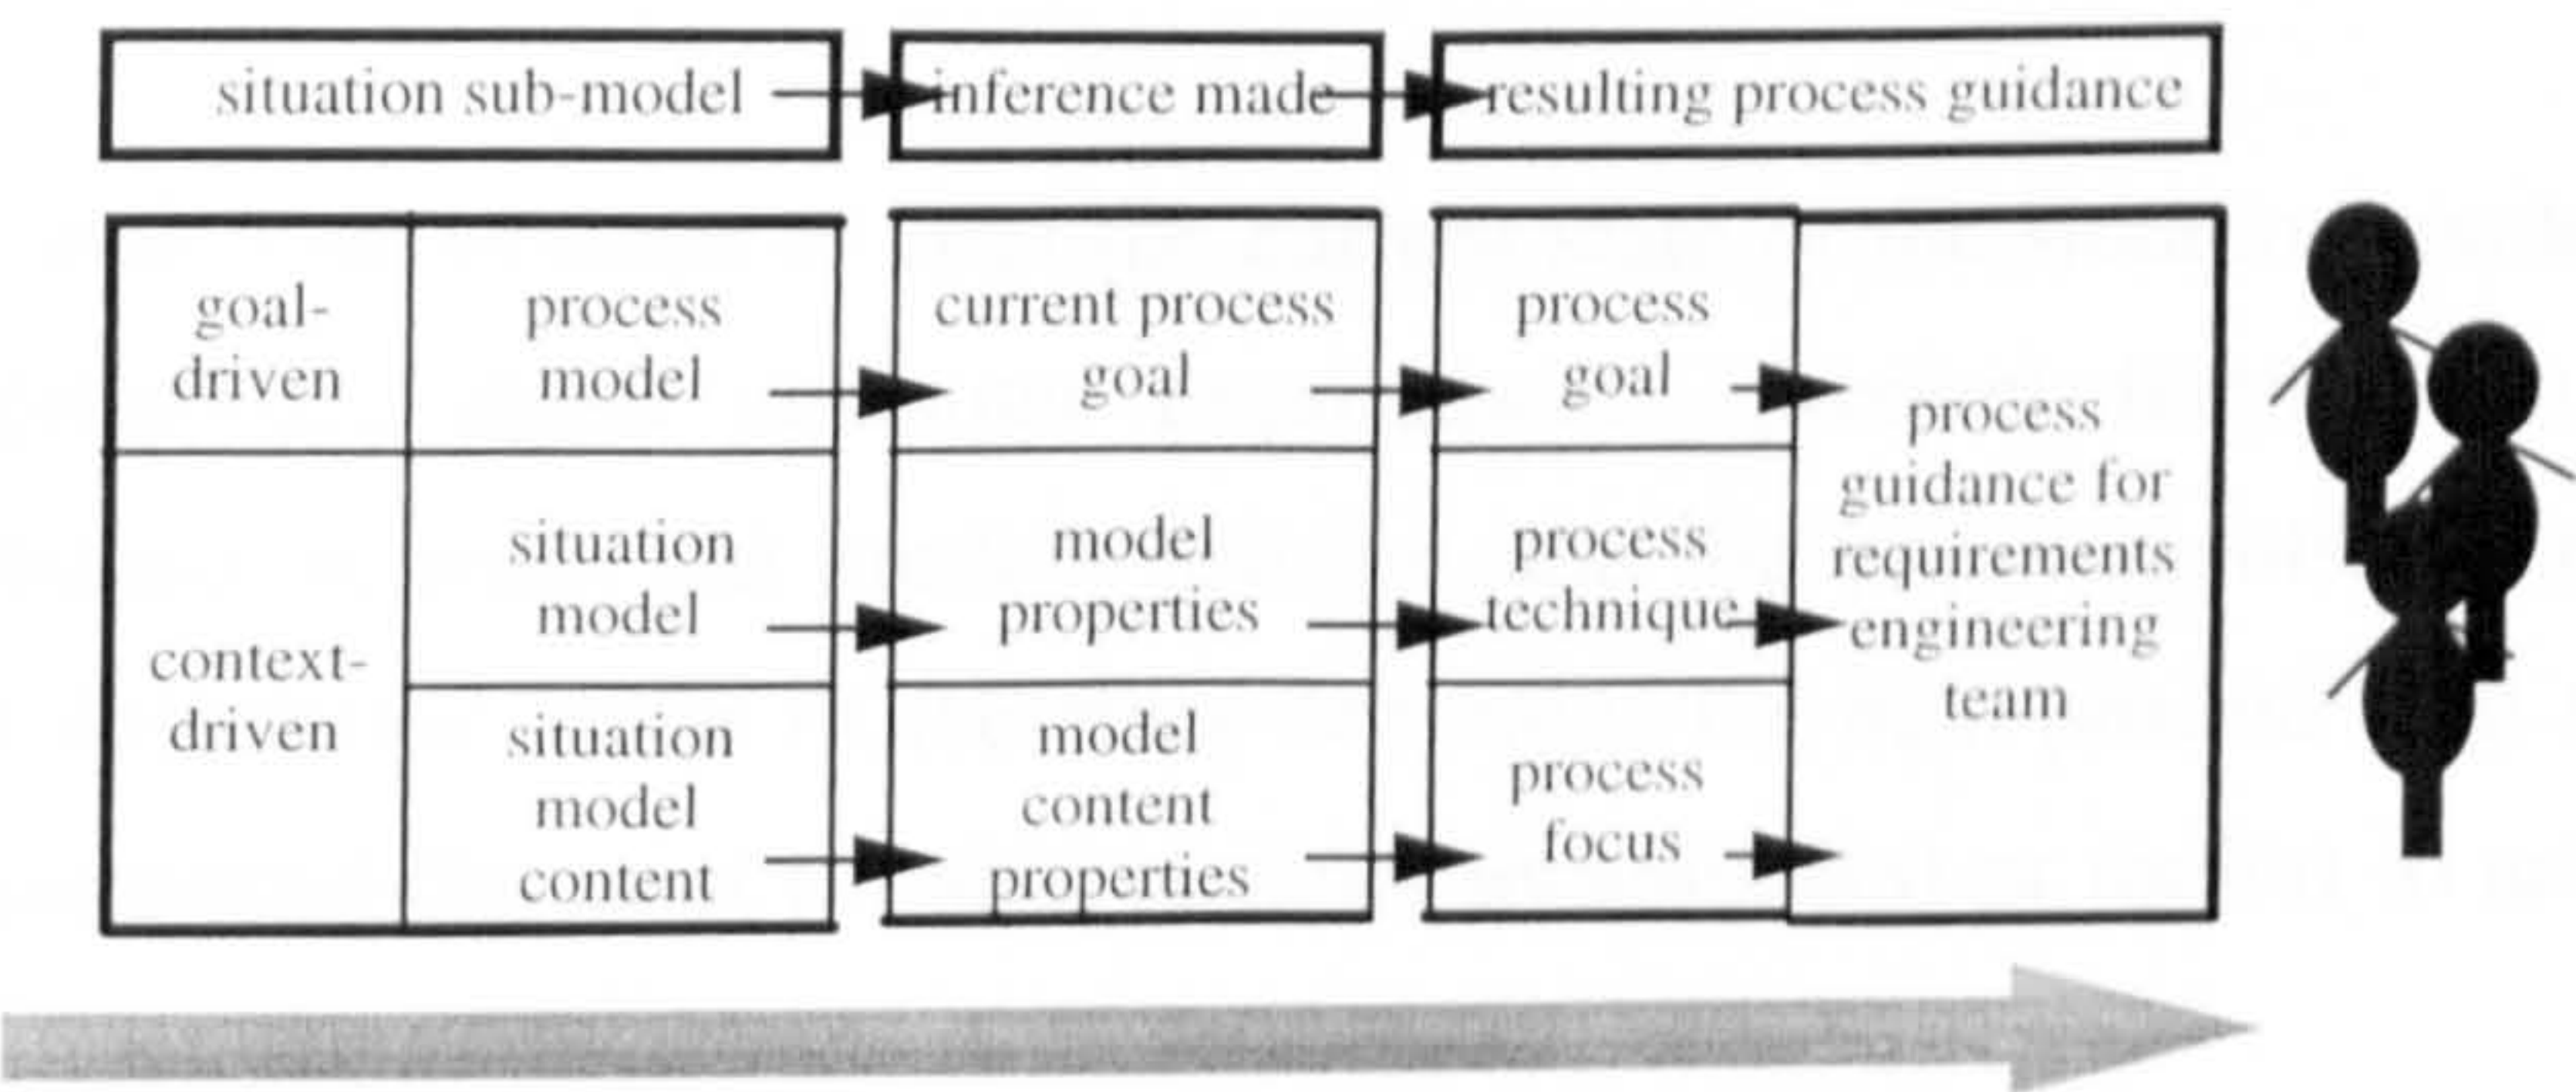 situation sub-model
inference made
resulting process guidance
goal-
driven
process
model
current process
goal
process
goal
context-
driven
situation
model
model
properties
process
technique
situation
model
content
model
content
properties
process
focus
process
guidance for
requirements
engineering
team